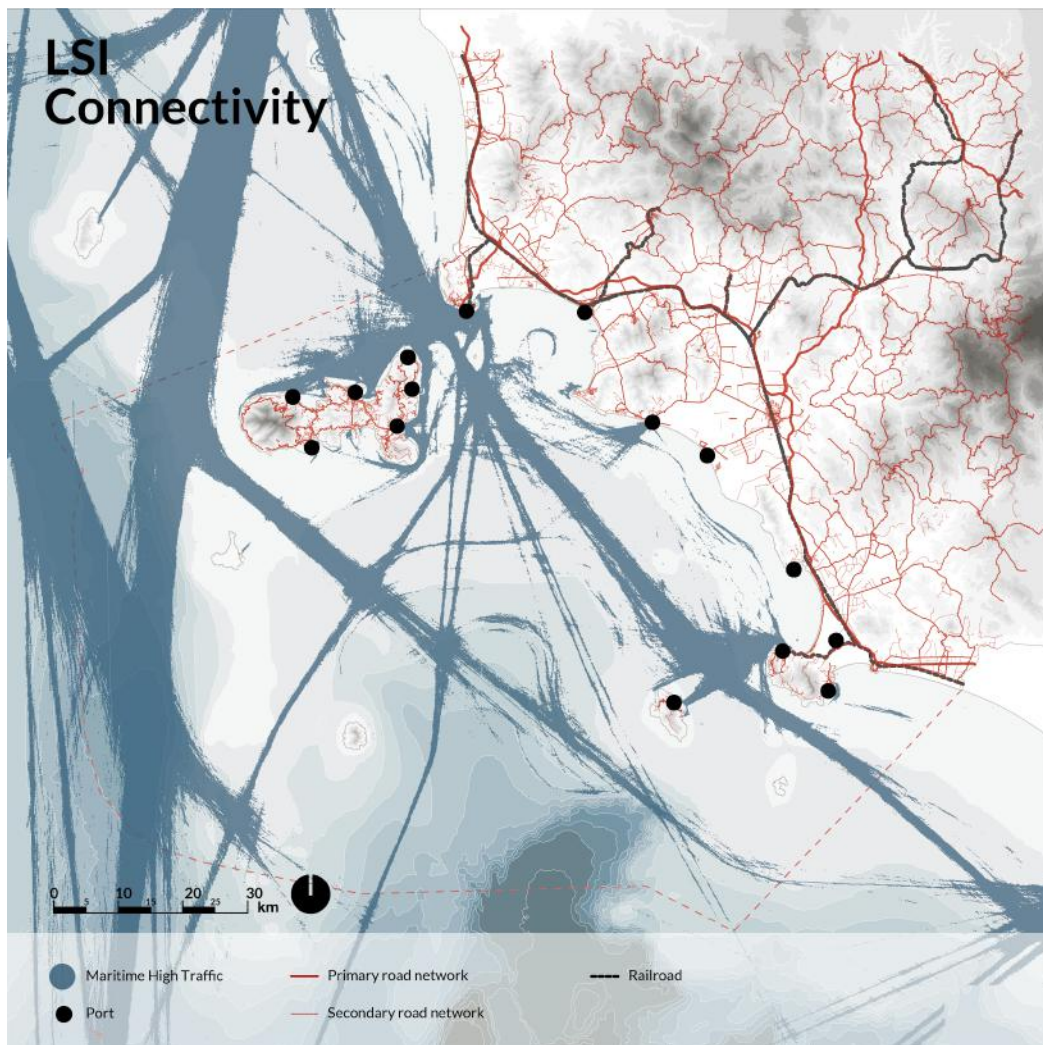 LSI
Connectivity
0 10 20 30
5 15 25
km
Maritime High Traffic
Primary road network
Railroad
Port
Secondary road network